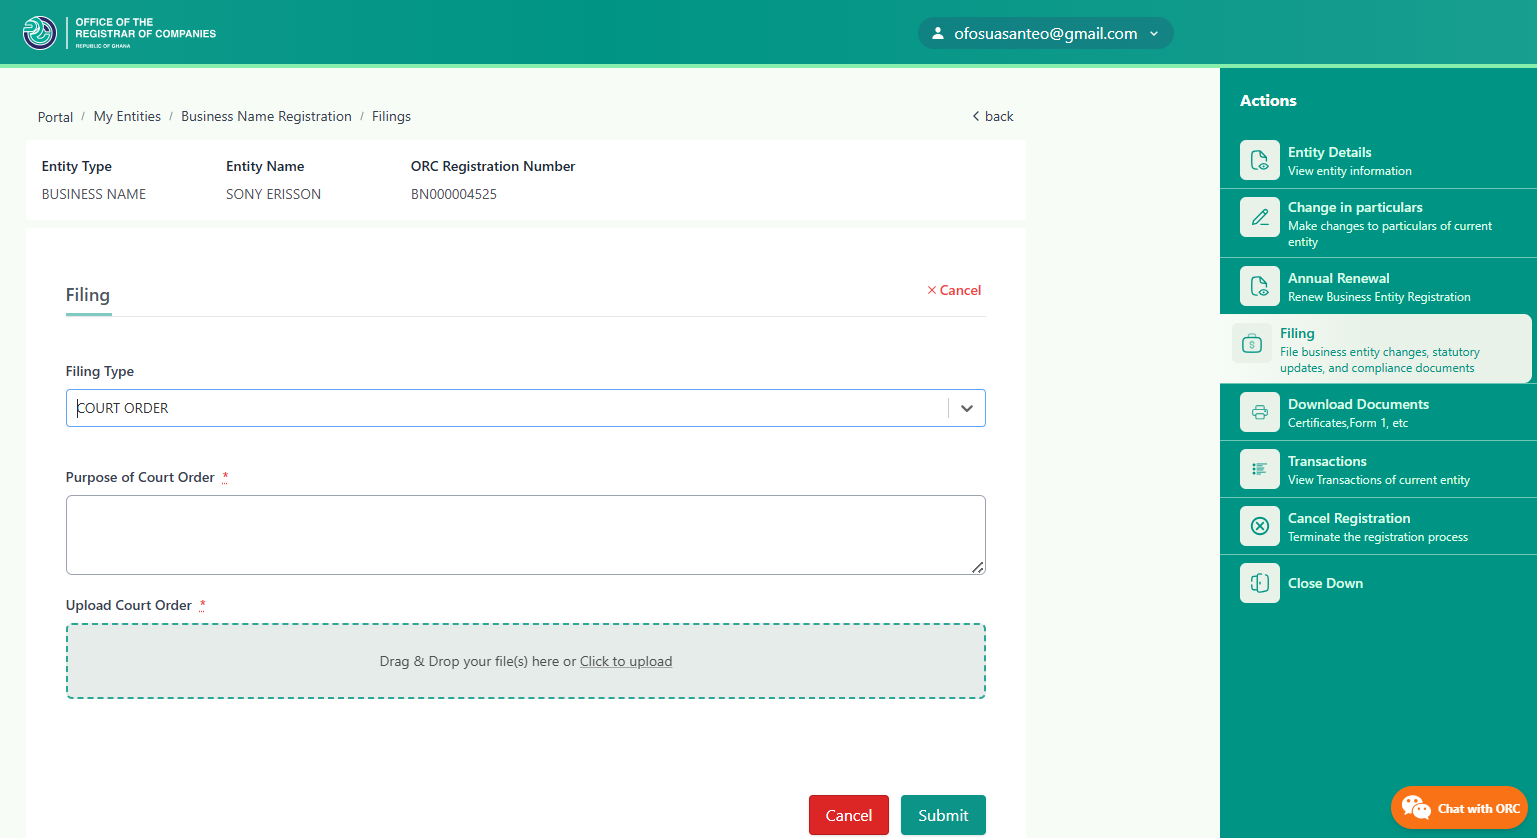 OFFICE OF THE
REGISTRAR OF COMPANIES
REPUBLIC OF GHANA
ofosuasanteo@gmail.com
Portal / My Entities / Business Name Registration / Filings
back
Entity Type
BUSINESS NAME
Entity Name
SONY ERISSON
ORC Registration Number
BN000004525
Filing
Cancel
Filing Type
COURT ORDER
Purpose of Court Order *
Upload Court Order *
Drag & Drop your file(s) here or Click to upload
Cancel
Submit
Actions
Entity Details
View entity information
Change in particulars
Make changes to particulars of current
entity
Annual Renewal
Renew Business Entity Registration
Filing
File business entity changes, statutory
updates, and compliance documents
Download Documents
Certificates,Form 1, etc
Transactions
View Transactions of current entity
Cancel Registration
Terminate the registration process
Close Down
Chat with ORC